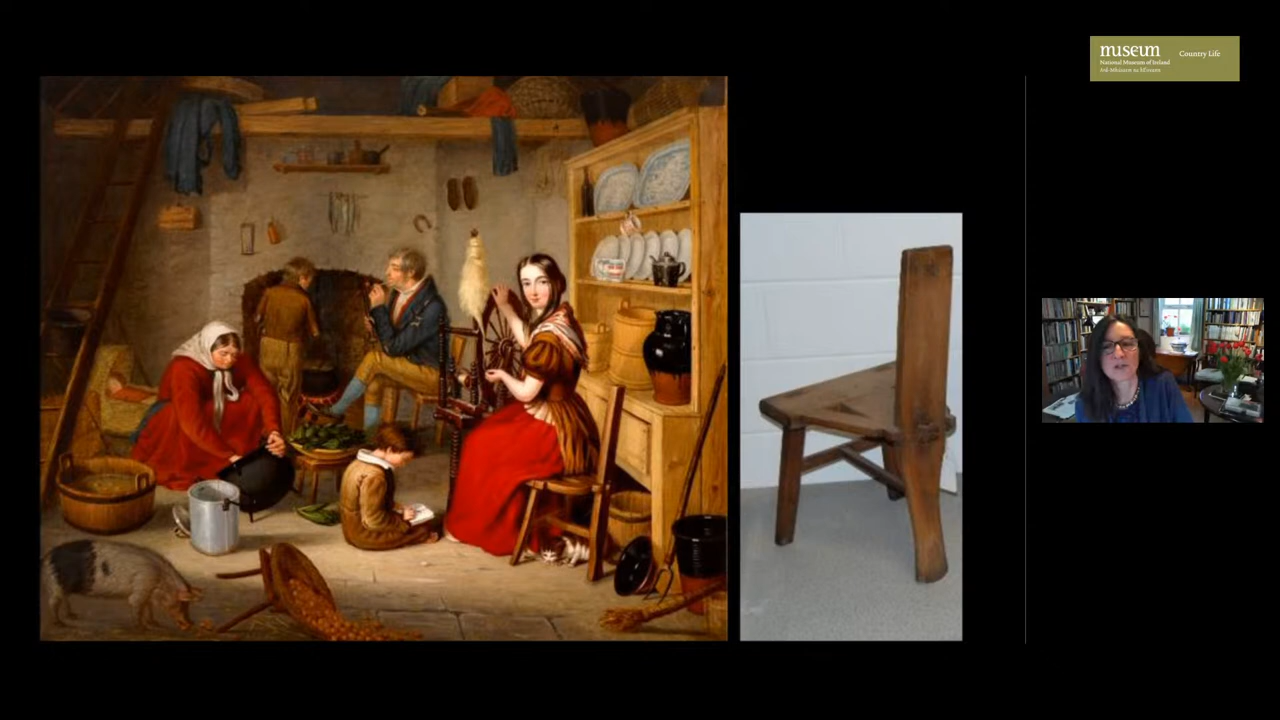 museum
Country Life
National Museum of Ireland
Ard-Mhúsaem na hÉireann